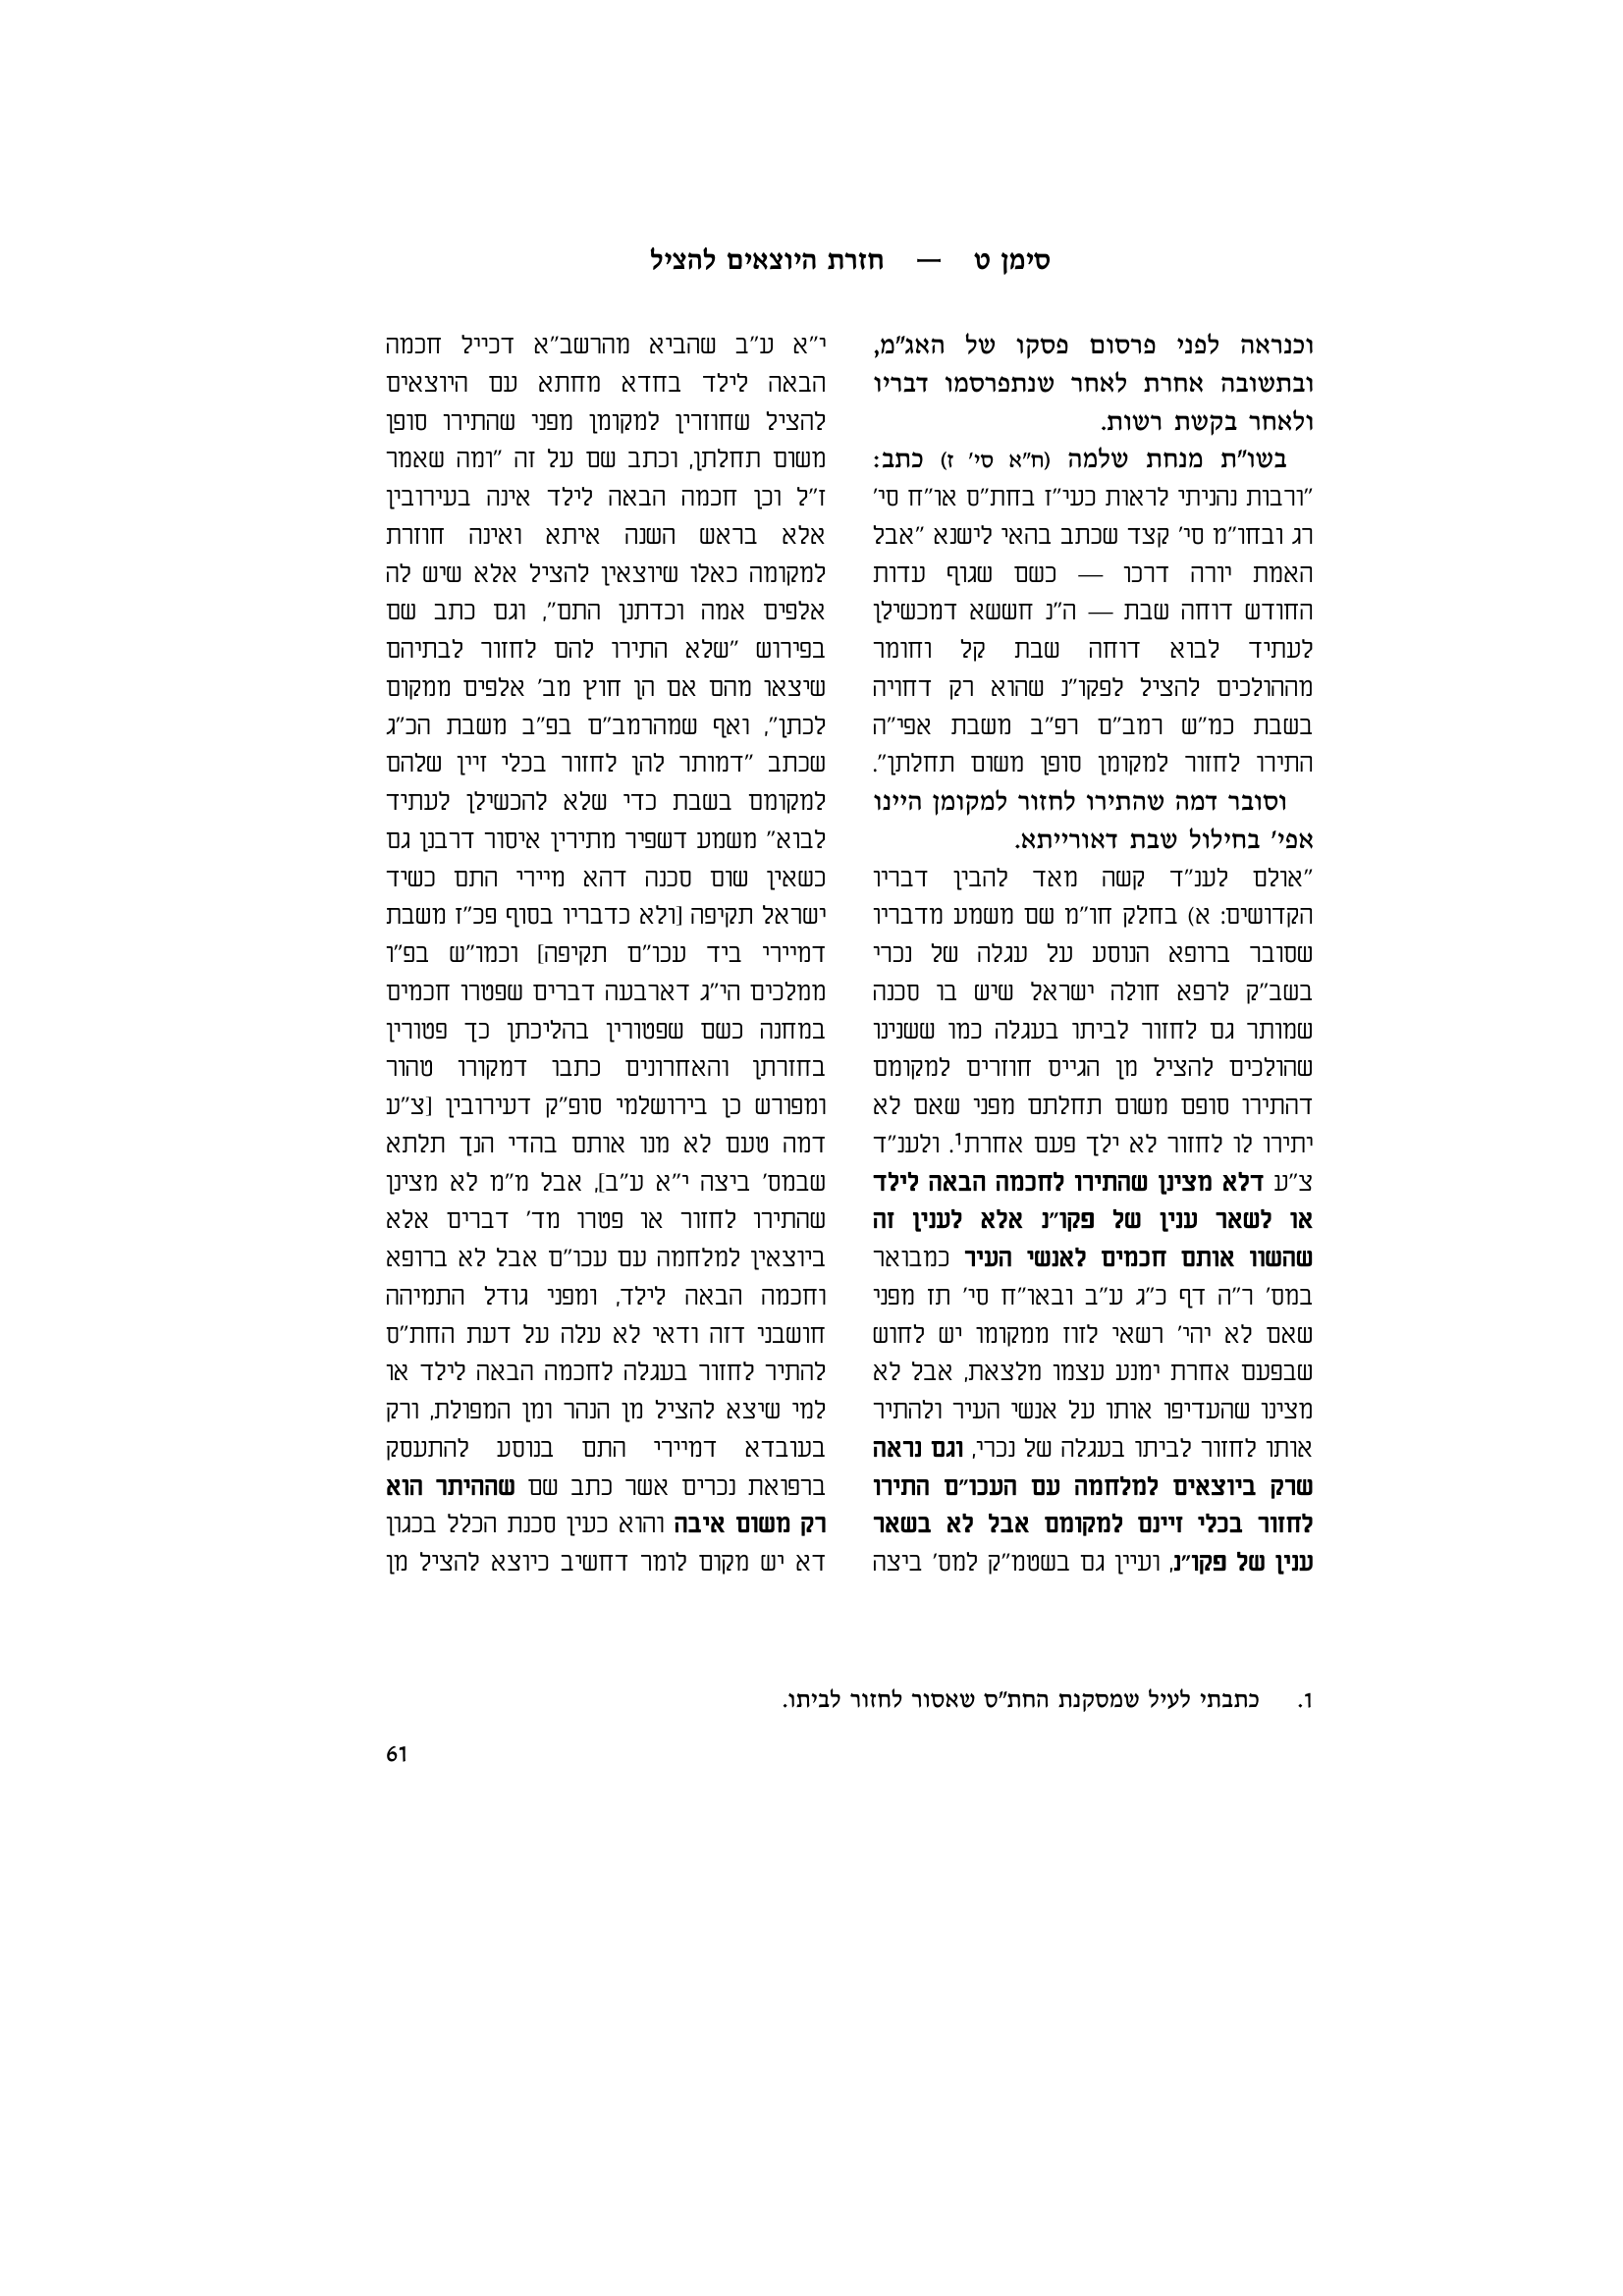 סימן ט — חזרת היוצאים להציל
וכנראה לפני פרסום פסקו של האג"מ,
ובתשובה אחרת לאחר שנתפרסמו דבריו
ולאחר בקשת רשות.
בשו"ת מנחת שלמה (ח"א סי' ז) כתב:
"ורבות נהניתי לראות כעי"ז בחת"ס או"ח סי'
רג ובחו"מ סי' קצד שכתב בהאי לישנא "אבל
האמת יורה דרכו — כשם שגוף עדות
החודש דוחה שבת — ה"נ חששא דמכשילן
לעתיד לבוא דוחה שבת קל וחומר
מההולכים להציל לפקו"נ שהוא רק דחויה
בשבת כמ"ש רמב"ם רפ"ב משבת אפי"ה
התירו לחזור למקומן סופן משום תחלתן".
וסובר דמה שהתירו לחזור למקומן היינו
אפי' בחילול שבת דאורייתא.
"אולם לענ"ד קשה מאד להבין דבריו
הקדושים: א) בחלק חו"מ שם משמע מדבריו
שסובר ברופא הנוסע על עגלה של נכרי
בשב"ק לרפא חולה ישראל שיש בו סכנה
שמותר גם לחזור לביתו בעגלה כמו ששנינו
שהולכים להציל מן הגייס חוזרים למקומם
דהתירו סופם משום תחלתם מפני שאם לא
יתירו לו לחזור לא ילך פעם אחרת1. ולענ"ד
צ"ע דלא מצינן שהתירו לחכמה הבאה לילד
או לשאר ענין של פקו"נ אלא לענין זה
שהשוו אותם חכמים לאנשי העיר כמבואר
במס' ר"ה דף כ"ג ע"ב ובאו"ח סי' תז מפני
שאם לא יהי' רשאי לזוז ממקומו יש לחוש
שבפעם אחרת ימנע עצמו מלצאת, אבל לא
מצינו שהעדיפו אותו על אנשי העיר ולהתיר
אותו לחזור לביתו בעגלה של נכרי, וגם נראה
שרק ביוצאים למלחמה עם העכו"ם התירו
לחזור בכלי זיינם למקומם אבל לא בשאר
ענין של פקו"נ, ועיין גם בשטמ"ק למס' ביצה
י"א ע"ב שהביא מהרשב"א דכייל חכמה
הבאה לילד בחדא מחתא עם היוצאים
להציל שחוזרין למקומן מפני שהתירו סופן
משום תחלתן, וכתב שם על זה "ומה שאמר
ז"ל וכן חכמה הבאה לילד אינה בעירובין
אלא בראש השנה איתא ואינה חוזרת
למקומה כאלו שיוצאין להציל אלא שיש לה
אלפים אמה וכדתנן התם", וגם כתב שם
בפירוש "שלא התירו להם לחזור לבתיהם
שיצאו מהם אם הן חוץ מב' אלפים ממקום
לכתן", ואף שמהרמב"ם בפ"ב משבת הכ"ג
שכתב "דמותר להן לחזור בכלי זיין שלהם
למקומם בשבת כדי שלא להכשילן לעתיד
לבוא" משמע דשפיר מתירין איסור דרבנן גם
כשאין שום סכנה דהא מיירי התם כשיד
ישראל תקיפה [ולא כדבריו בסוף פכ"ז משבת
דמיירי ביד עכו"ם תקיפה] וכמו"ש בפ"ו
ממלכים הי"ג דארבעה דברים שפטרו חכמים
במחנה כשם שפטורין בהליכתן כך פטורין
בחזרתן והאחרונים כתבו דמקורו טהור
ומפורש כן בירושלמי סופ"ק דעירובין [צ"ע
דמה טעם לא מנו אותם בהדי הנך תלתא
שבמס' ביצה י"א ע"ב], אבל מ"מ לא מצינן
שהתירו לחזור או פטרו מד' דברים אלא
ביוצאין למלחמה עם עכו"ם אבל לא ברופא
וחכמה הבאה לילד, ומפני גודל התמיהה
חושבני דזה ודאי לא עלה על דעת החת"ס
להתיר לחזור בעגלה לחכמה הבאה לילד או
למי שיצא להציל מן הנהר ומן המפולת, ורק
בעובדא דמיירי התם בנוסע להתעסק
ברפואת נכרים אשר כתב שם שההיתר הוא
רק משום איבה והוא כעין סכנת הכלל בכגון
דא יש מקום לומר דחשיב כיוצא להציל מן
1. כתבתי לעיל שמסקנת החת"ס שאסור לחזור לביתו.
61